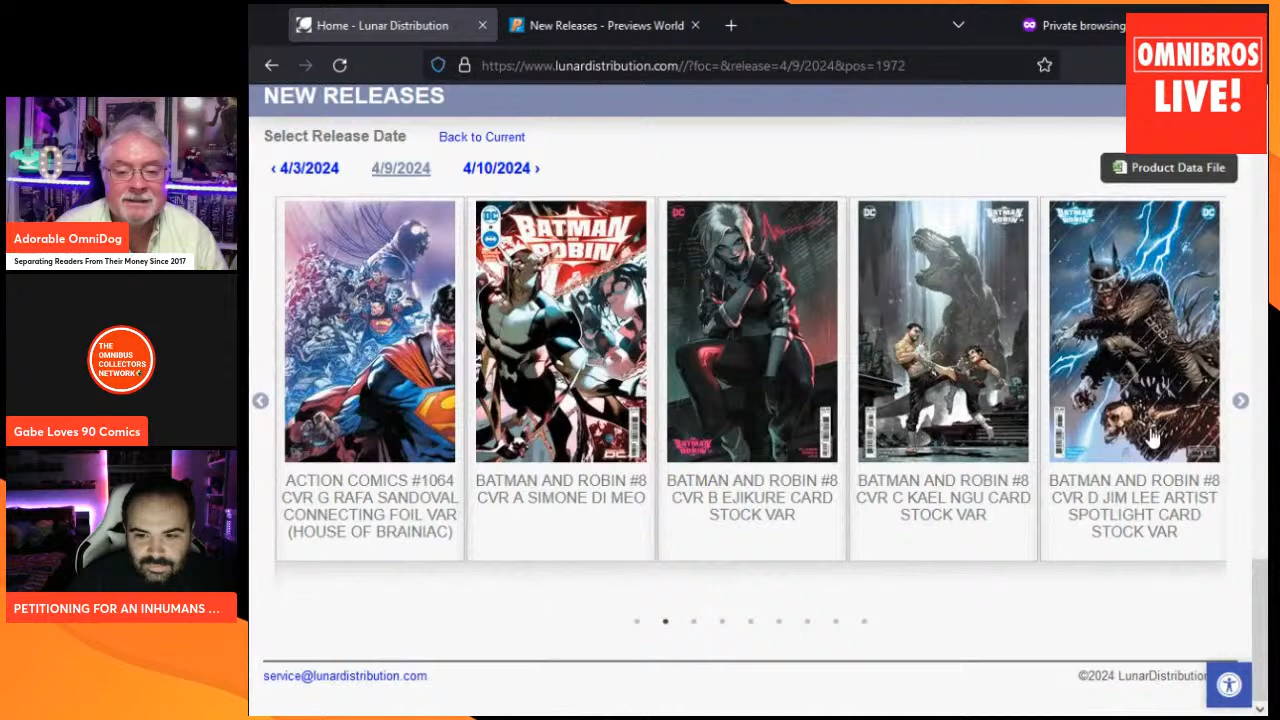 Home - Lunar Distribution
New Releases - Previews World
Private browsing
https://www.lunardistribution.com//?foc=&release=4/9/2024&pos=1972
OMNIBROS
LIVE!
NEW RELEASES
Select Release Date
Back to Current
‹ 4/3/2024
4/9/2024
4/10/2024 ›
Product Data File
BATMAN
AND
ROBIN
ACTION COMICS #1064
CVR G RAFA SANDOVAL
CONNECTING FOIL VAR
(HOUSE OF BRAINIAC)
BATMAN AND ROBIN #8
CVR A SIMONE DI MEO
BATMAN AND ROBIN #8
CVR B EJIKURE CARD
STOCK VAR
BATMAN AND ROBIN #8
CVR C KAEL NGU CARD
STOCK VAR
BATMAN AND ROBIN #8
CVR D JIM LEE ARTIST
SPOTLIGHT CARD
STOCK VAR
service@lunardistribution.com
©2024 LunarDistribution
Adorable OmniDog
Separating Readers From Their Money Since 2017
THE
OMNIBUS
COLLECTORS
NETWORK
Gabe Loves 90 Comics
PETITIONING FOR AN INHUMANS ...